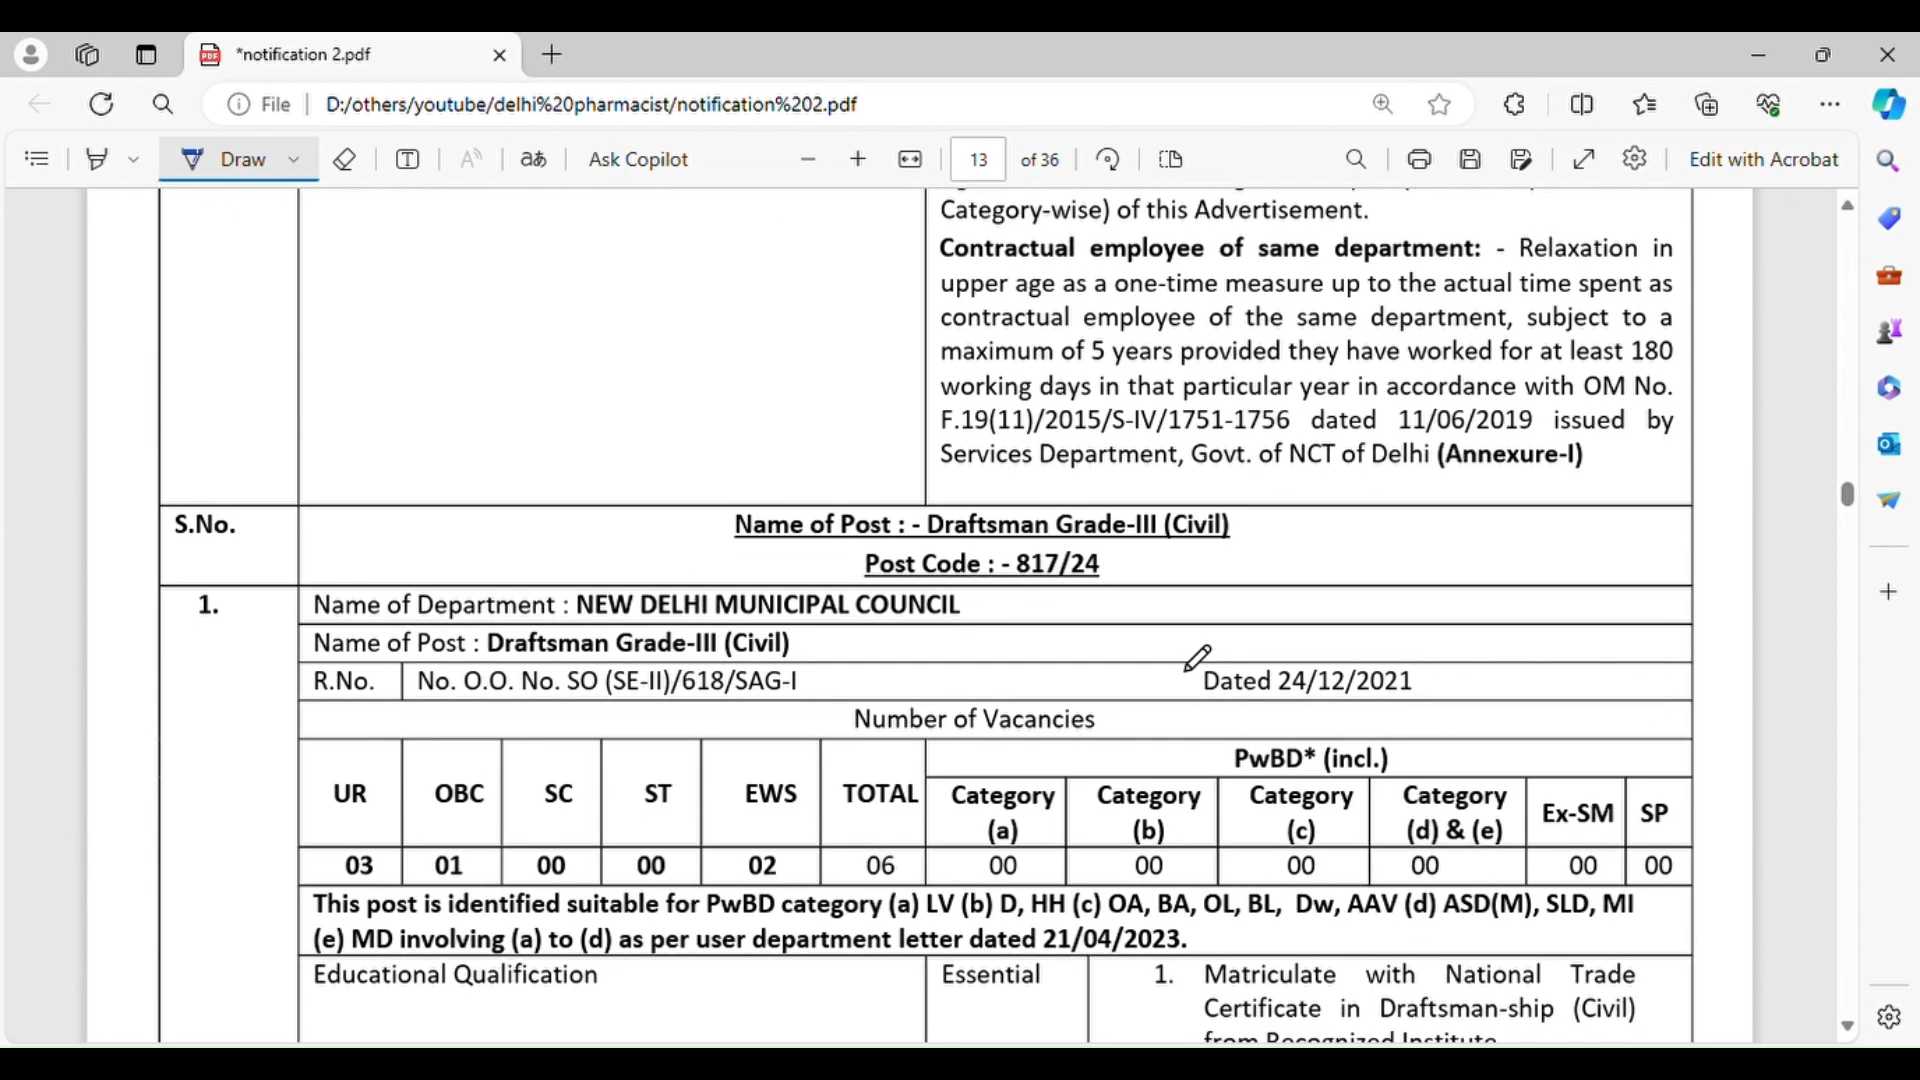 *notification 2.pdf
File
D:/others/youtube/delhi%20pharmacist/notification%202.pdf
Draw
aあ
Ask Copilot
13
of 36
Edit with Acrobat
Category-wise) of this Advertisement.
Contractual employee of same department: - Relaxation in
upper age as a one-time measure up to the actual time spent as
contractual employee of the same department, subject to a
maximum of 5 years provided they have worked for at least 180
working days in that particular year in accordance with OM No.
F.19(11)/2015/S-IV/1751-1756 dated 11/06/2019 issued by
Services Department, Govt. of NCT of Delhi (Annexure-I)
S.No.
Name of Post : - Draftsman Grade-III (Civil)
Post Code : - 817/24
1.
Name of Department : NEW DELHI MUNICIPAL COUNCIL
Name of Post : Draftsman Grade-III (Civil)
R.No. No. O.O. No. SO (SE-II)/618/SAG-I Dated 24/12/2021
Number of Vacancies
PwBD* (incl.)
UR OBC SC ST EWS TOTAL Category (a) Category (b) Category (c) Category (d) & (e) Ex-SM SP
03 01 00 00 02 06 00 00 00 00 00 00
This post is identified suitable for PwBD category (a) LV (b) D, HH (c) OA, BA, OL, BL, Dw, AAV (d) ASD(M), SLD, MI
(e) MD involving (a) to (d) as per user department letter dated 21/04/2023.
Educational Qualification Essential 1. Matriculate with National Trade
Certificate in Draftsman-ship (Civil)
from Recognized Institute